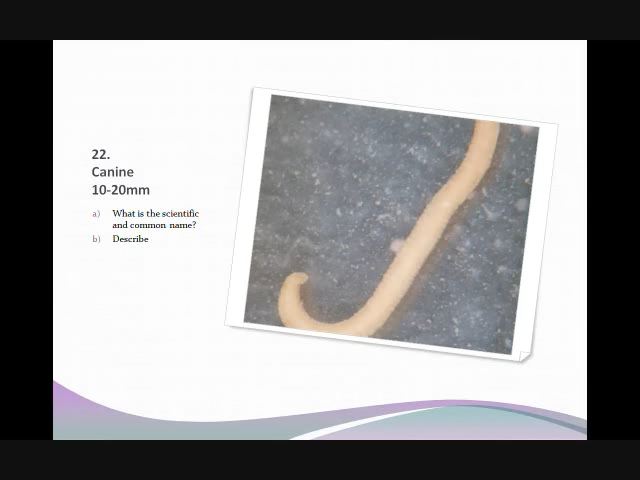 22.
Canine
10-20mm
a) What is the scientific
and common name?
b) Describe